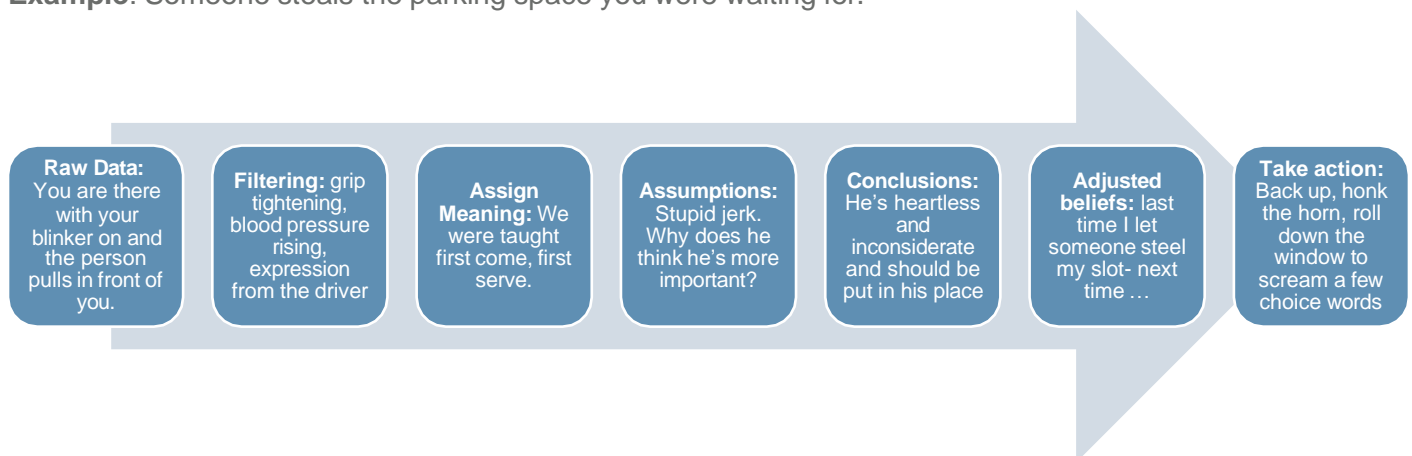 Example: Someone steals the parking space you were waiting for.
Raw Data:
You are there
with your
blinker on and
the person
pulls in front of
you.
Filtering: grip
tightening,
blood pressure
rising,
expression
from the driver
Assign
Meaning: We
were taught
first come, first
serve.
Assumptions:
Stupid jerk.
Why does he
think he's more
important?
Conclusions:
He's heartless
and
inconsiderate
and should be
put in his place
Adjusted
beliefs: last
time I let
someone steel
my slot- next
time …
Take action:
Back up, honk
the horn, roll
down the
window to
scream a few
choice words